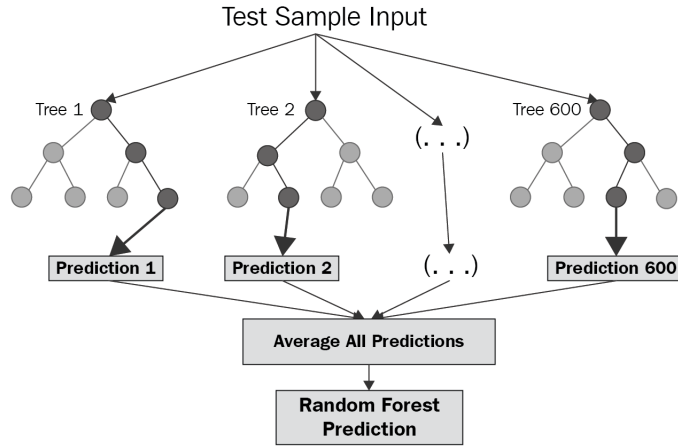 Test Sample Input
Tree 1
Tree 2
(. . .)
Tree 600
Prediction 1
Prediction 2
(. . .)
Prediction 600
Average All Predictions
Random Forest
Prediction